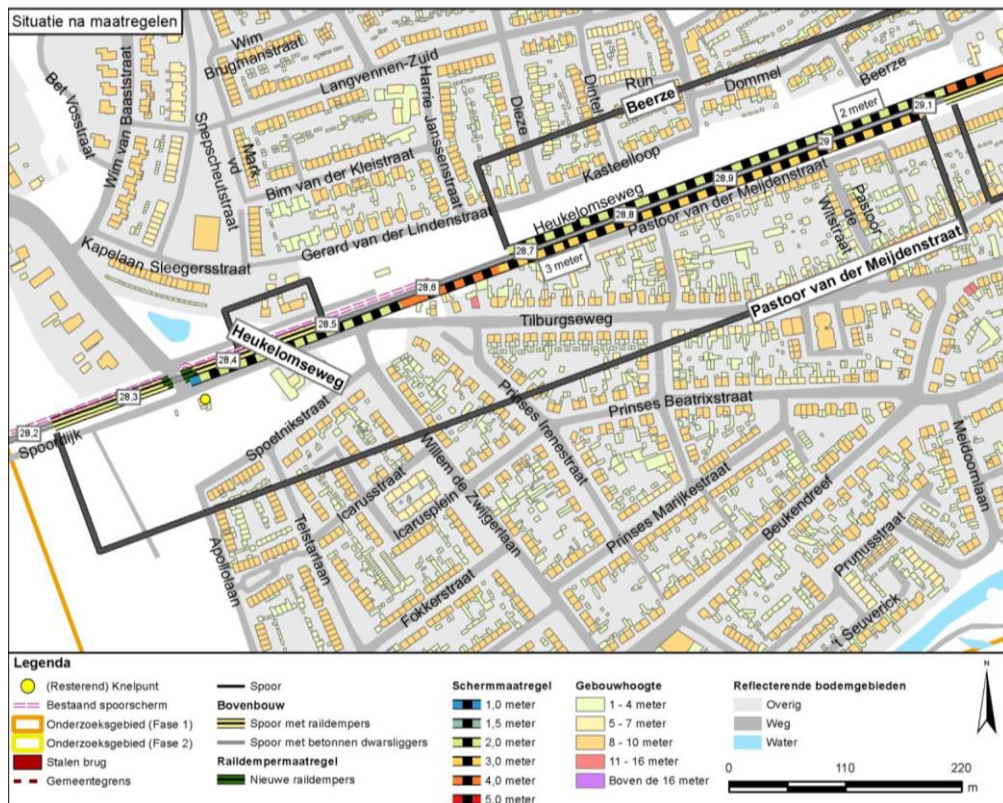 Situatie na maatregelen
Bet Vosstraat
Wim van Baaststraat
Wim
Brugmanstraat
Langvennen-Zuid
Snepscheutstraat
vd
Mark
Bim van der Kleistraat
Harrie Janssenstraat
Dieze
Dintel
Run
Beerze
Dommel
Beerze
Kasteelloop
Gerard van der Lindenstraat
Kapelaan Sleegersstraat
Heukelomseweg
Pastoor van der Meijdenstraat
2 meter
29,1
29
28,9
28,8
28,7
3 meter
28,6
28,5
28,4
28,3
28,2
Heukelomseweg
Spoordijk
Tilburgseweg
Pastoor van der Meijdenstraat
Pastoor
de
Wilstraat
Spoetnikstraat
Willem de Zwijgerlaan
Prinses Irenestraat
Prinses Beatrixstraat
Prinses Marijkestraat
Icarusstraat
Icarusplein
Telstarlaan
Apollolaan
Fokkerstraat
Beukendreef
Prunusstraat
Meidoornlaan
't Seuverick
Legenda
(Resterend) Knelpunt
Bestaand spoorscherm
Onderzoeksgebied (Fase 1)
Onderzoeksgebied (Fase 2)
Stalen brug
Gemeentegrens
Spoor
Bovenbouw
Spoor met raildempers
Spoor met betonnen dwarsliggers
Raildempermaatregel
Nieuwe raildempers
Schermmaatregel
1,0 meter
1,5 meter
2,0 meter
3,0 meter
4,0 meter
5,0 meter
Gebouwhoogte
1 - 4 meter
5 - 7 meter
8 - 10 meter
11 - 16 meter
Boven de 16 meter
Reflecterende bodemgebieden
Overig
Weg
Water
N
0 110 220
m